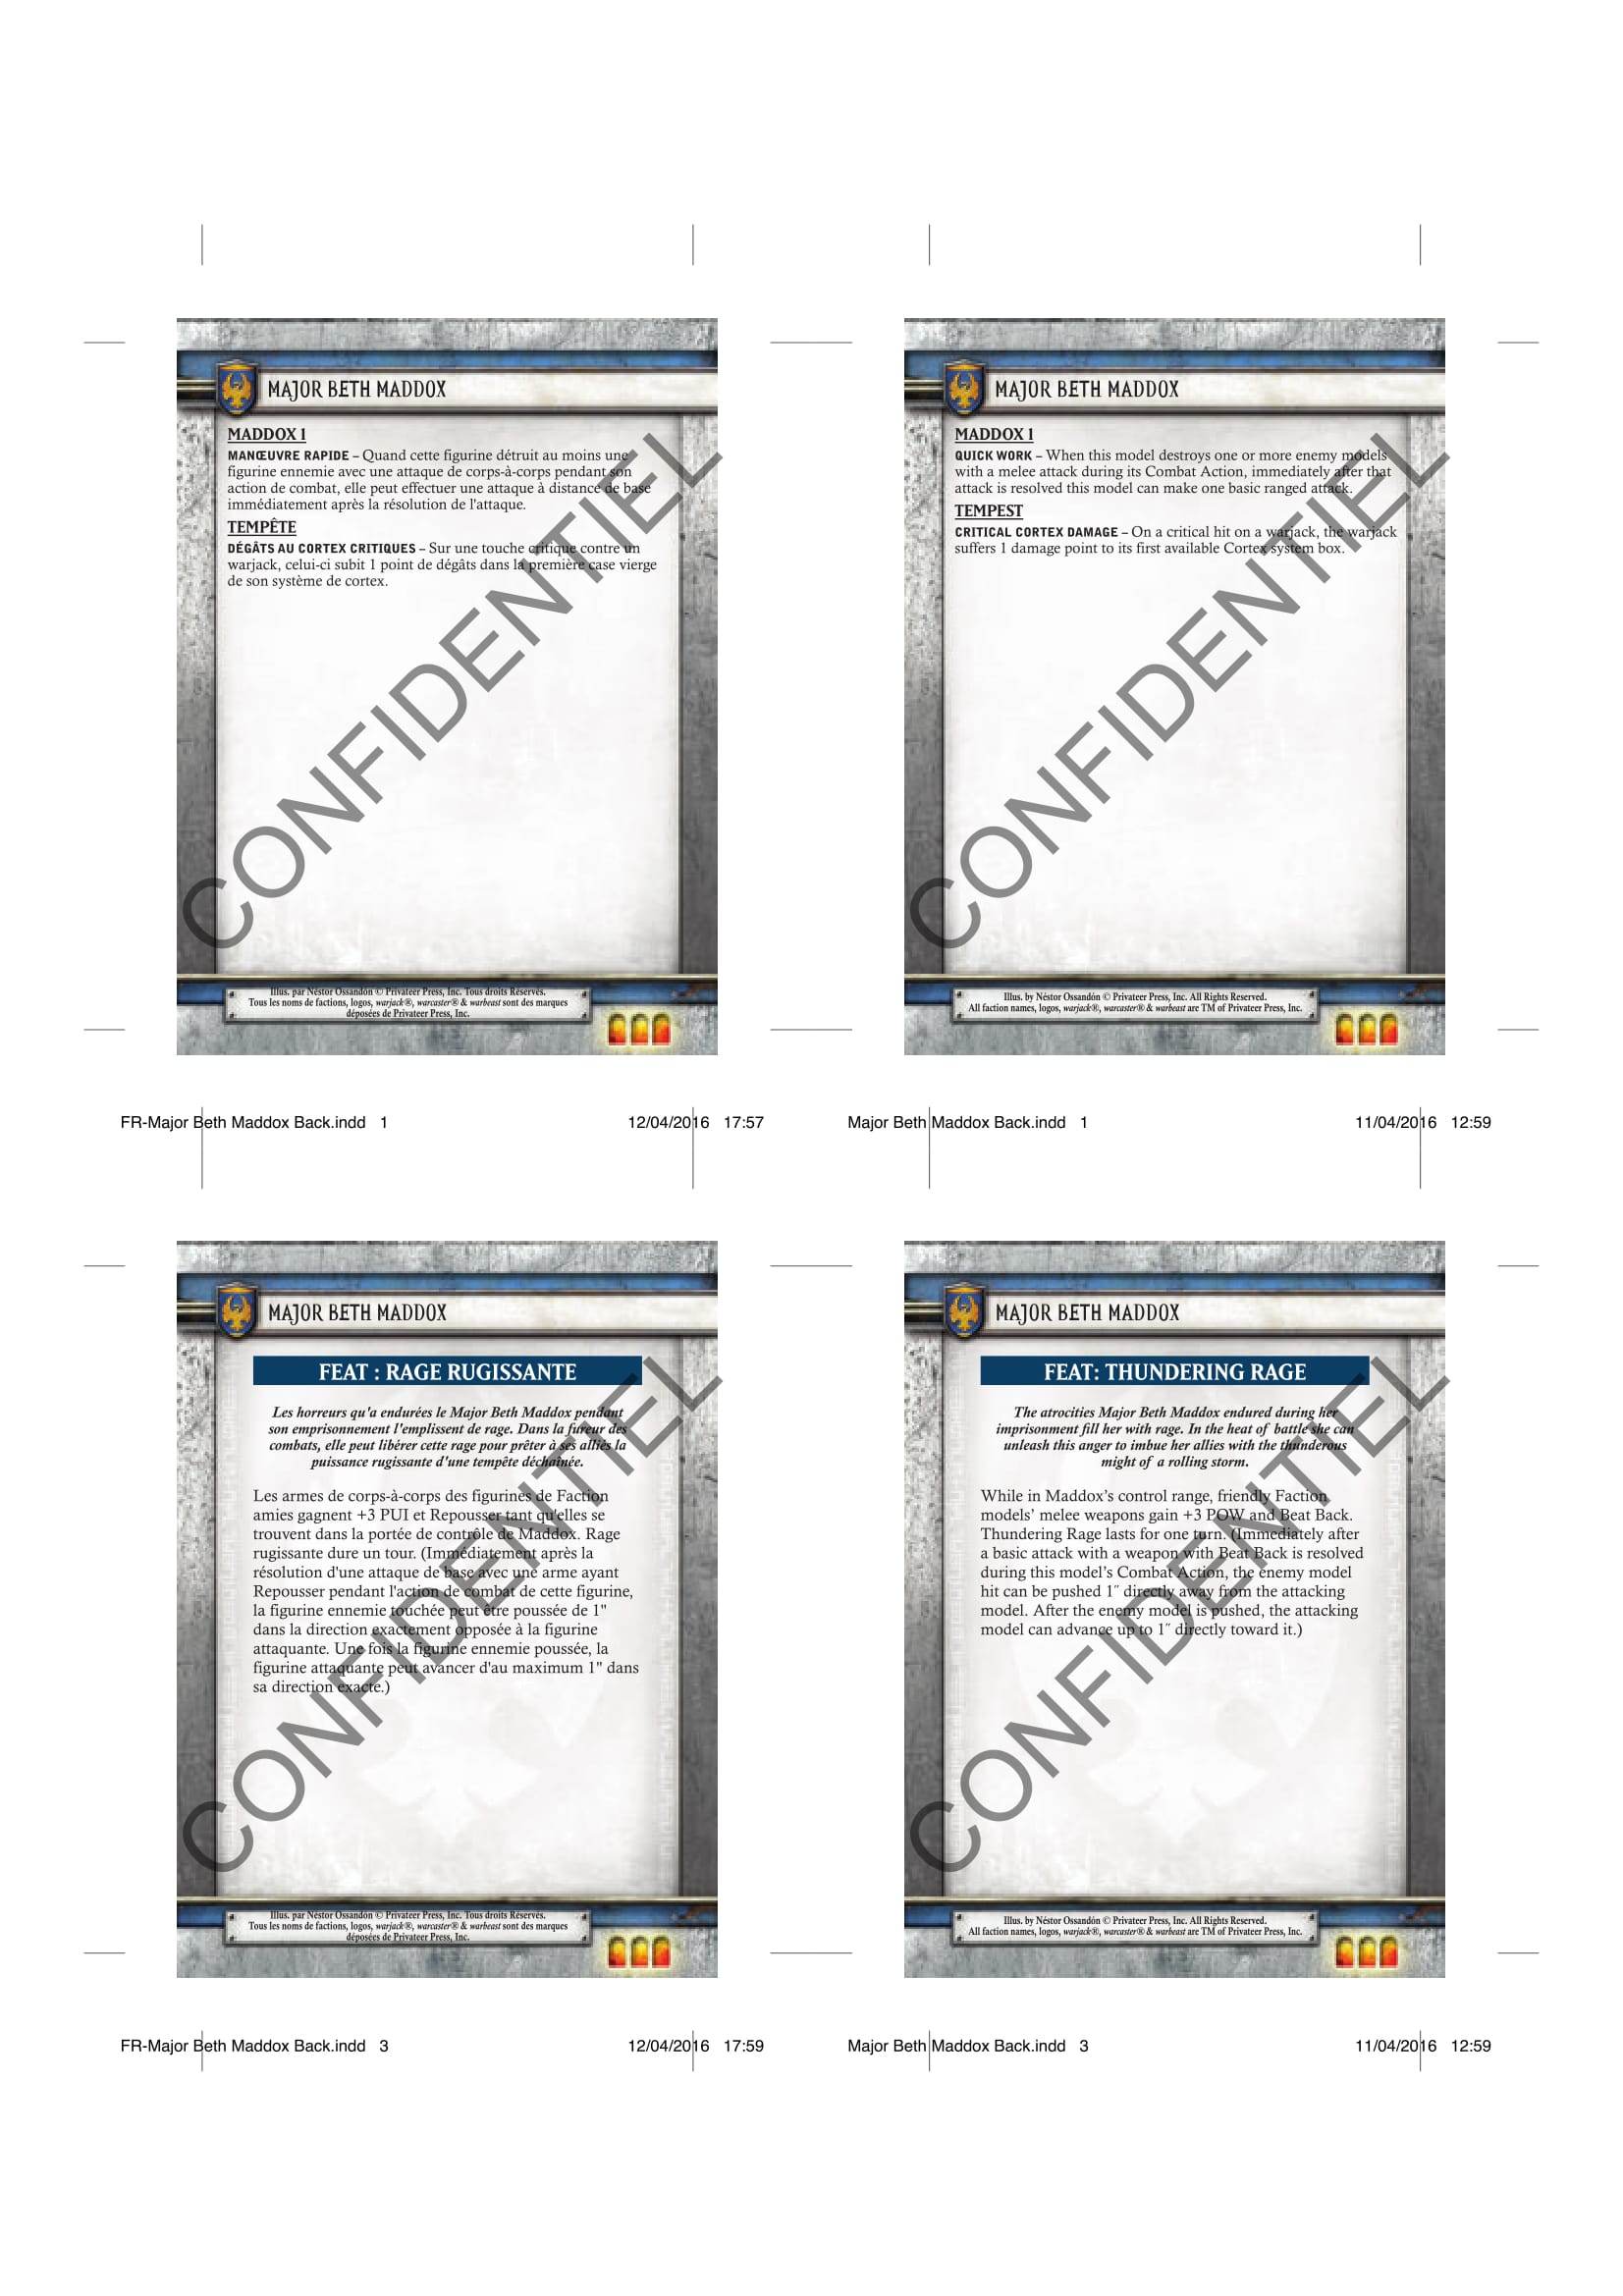 MAJOR BETH MADDOX
MADDOX 1
MANŒUVRE RAPIDE – Quand cette figurine détruit au moins une
figurine ennemie avec une attaque de corps-à-corps pendant son
action de combat, elle peut effectuer une attaque à distance de base
immédiatement après la résolution de l'attaque.
TEMPÊTE
DÉGÂTS AU CORTEX CRITIQUES – Sur une touche critique contre un
warjack, celui-ci subit 1 point de dégâts dans la première case vierge
de son système de cortex.
CONFIDENTIEL
Illus. par Néstor Ossandón © Privateer Press, Inc. Tous droits Réservés.
Tous les noms de factions, logos, warjack®, warcaster® & warbeast sont des marques
déposées de Privateer Press, Inc.
FR-Major Beth Maddox Back.indd 1
12/04/2016 17:57
MAJOR BETH MADDOX
MADDOX 1
QUICK WORK – When this model destroys one or more enemy models
with a melee attack during its Combat Action, immediately after that
attack is resolved this model can make one basic ranged attack.
TEMPEST
CRITICAL CORTEX DAMAGE – On a critical hit on a warjack, the warjack
suffers 1 damage point to its first available Cortex system box.
CONFIDENTIEL
Illus. by Néstor Ossandón © Privateer Press, Inc. All Rights Reserved.
All faction names, logos, warjack®, warcaster® & warbeast are TM of Privateer Press, Inc.
Major Beth Maddox Back.indd 1
11/04/2016 12:59
MAJOR BETH MADDOX
FEAT : RAGE RUGISSANTE
Les horreurs qu'a endurées le Major Beth Maddox pendant
son emprisonnement l'emplissent de rage. Dans la fureur des
combats, elle peut libérer cette rage pour prêter à ses alliés la
puissance rugissante d'une tempête déchaînée.
Les armes de corps-à-corps des figurines de Faction
amies gagnent +3 PUI et Repousser tant qu'elles se
trouvent dans la portée de contrôle de Maddox. Rage
rugissante dure un tour. (Immédiatement après la
résolution d'une attaque de base avec une arme ayant
Repousser pendant l'action de combat de cette figurine,
la figurine ennemie touchée peut être poussée de 1"
dans la direction exactement opposée à la figurine
attaquante. Une fois la figurine ennemie poussée, la
figurine attaquante peut avancer d'au maximum 1" dans
sa direction exacte.)
CONFIDENTIEL
Illus. par Néstor Ossandón © Privateer Press, Inc. Tous droits Réservés.
Tous les noms de factions, logos, warjack®, warcaster® & warbeast sont des marques
déposées de Privateer Press, Inc.
FR-Major Beth Maddox Back.indd 3
12/04/2016 17:59
MAJOR BETH MADDOX
FEAT: THUNDERING RAGE
The atrocities Major Beth Maddox endured during her
imprisonment fill her with rage. In the heat of battle she can
unleash this anger to imbue her allies with the thunderous
might of a rolling storm.
While in Maddox's control range, friendly Faction
models' melee weapons gain +3 POW and Beat Back.
Thundering Rage lasts for one turn. (Immediately after
a basic attack with a weapon with Beat Back is resolved
during this model's Combat Action, the enemy model
hit can be pushed 1˝ directly away from the attacking
model. After the enemy model is pushed, the attacking
model can advance up to 1˝ directly toward it.)
CONFIDENTIEL
Illus. by Néstor Ossandón © Privateer Press, Inc. All Rights Reserved.
All faction names, logos, warjack®, warcaster® & warbeast are TM of Privateer Press, Inc.
Major Beth Maddox Back.indd 3
11/04/2016 12:59